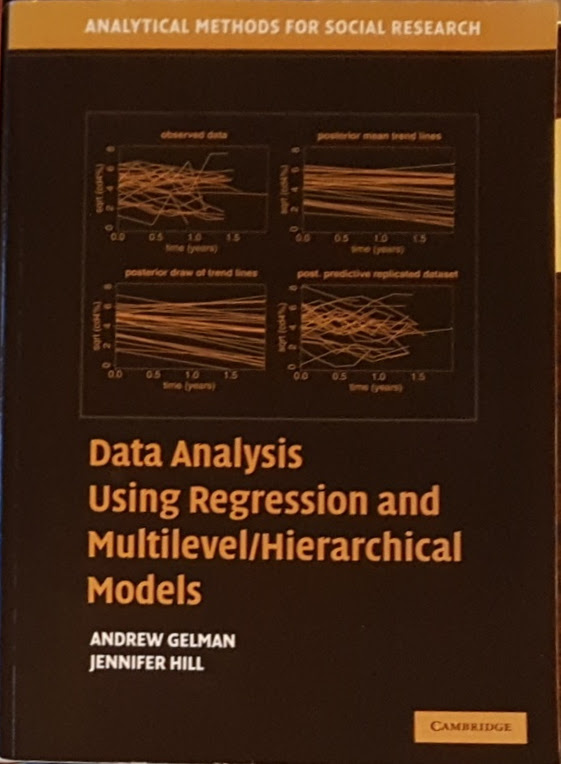 ANALYTICAL METHODS FOR SOCIAL RESEARCH
observed data
posterior mean trend lines
sqrt (cd4%)
0 2 4 6 8
0.0 0.5 1.0 1.5
time (years)
sqrt (cd4%)
0 2 4 6 8
0.0 0.5 1.0 1.5
time (years)
posterior draw of trend lines
post. predictive replicated dataset
sqrt (cd4%)
0 2 4 6 8
0.0 0.5 1.0 1.5
time (years)
sqrt (cd4%)
0 2 4 6 8
0.0 0.5 1.0 1.5
time (years)
Data Analysis
Using Regression and
Multilevel/Hierarchical
Models
ANDREW GELMAN
JENNIFER HILL
CAMBRIDGE